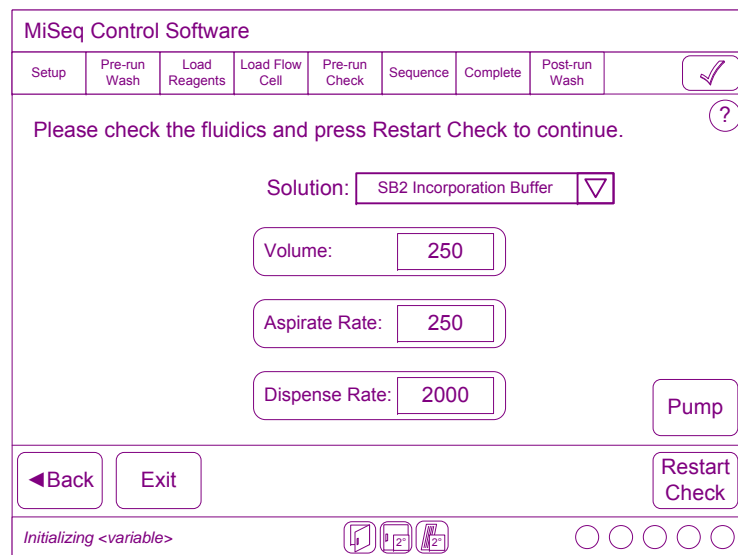 MiSeq Control Software
Setup
Pre-run
Wash
Load
Reagents
Load Flow
Cell
Pre-run
Check
Sequence
Complete
Post-run
Wash
?
Please check the fluidics and press Restart Check to continue.
Solution: SB2 Incorporation Buffer
Volume: 250
Aspirate Rate: 250
Dispense Rate: 2000
Pump
◄Back
Exit
Restart
Check
Initializing <variable>
2°
2°